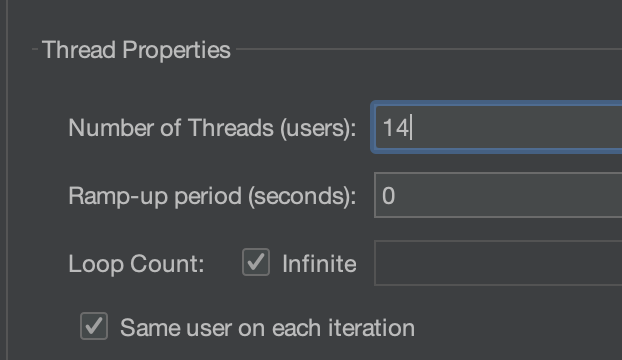 Thread Properties
Number of Threads (users): 14
Ramp-up period (seconds): 0
Loop Count: Infinite
Same user on each iteration